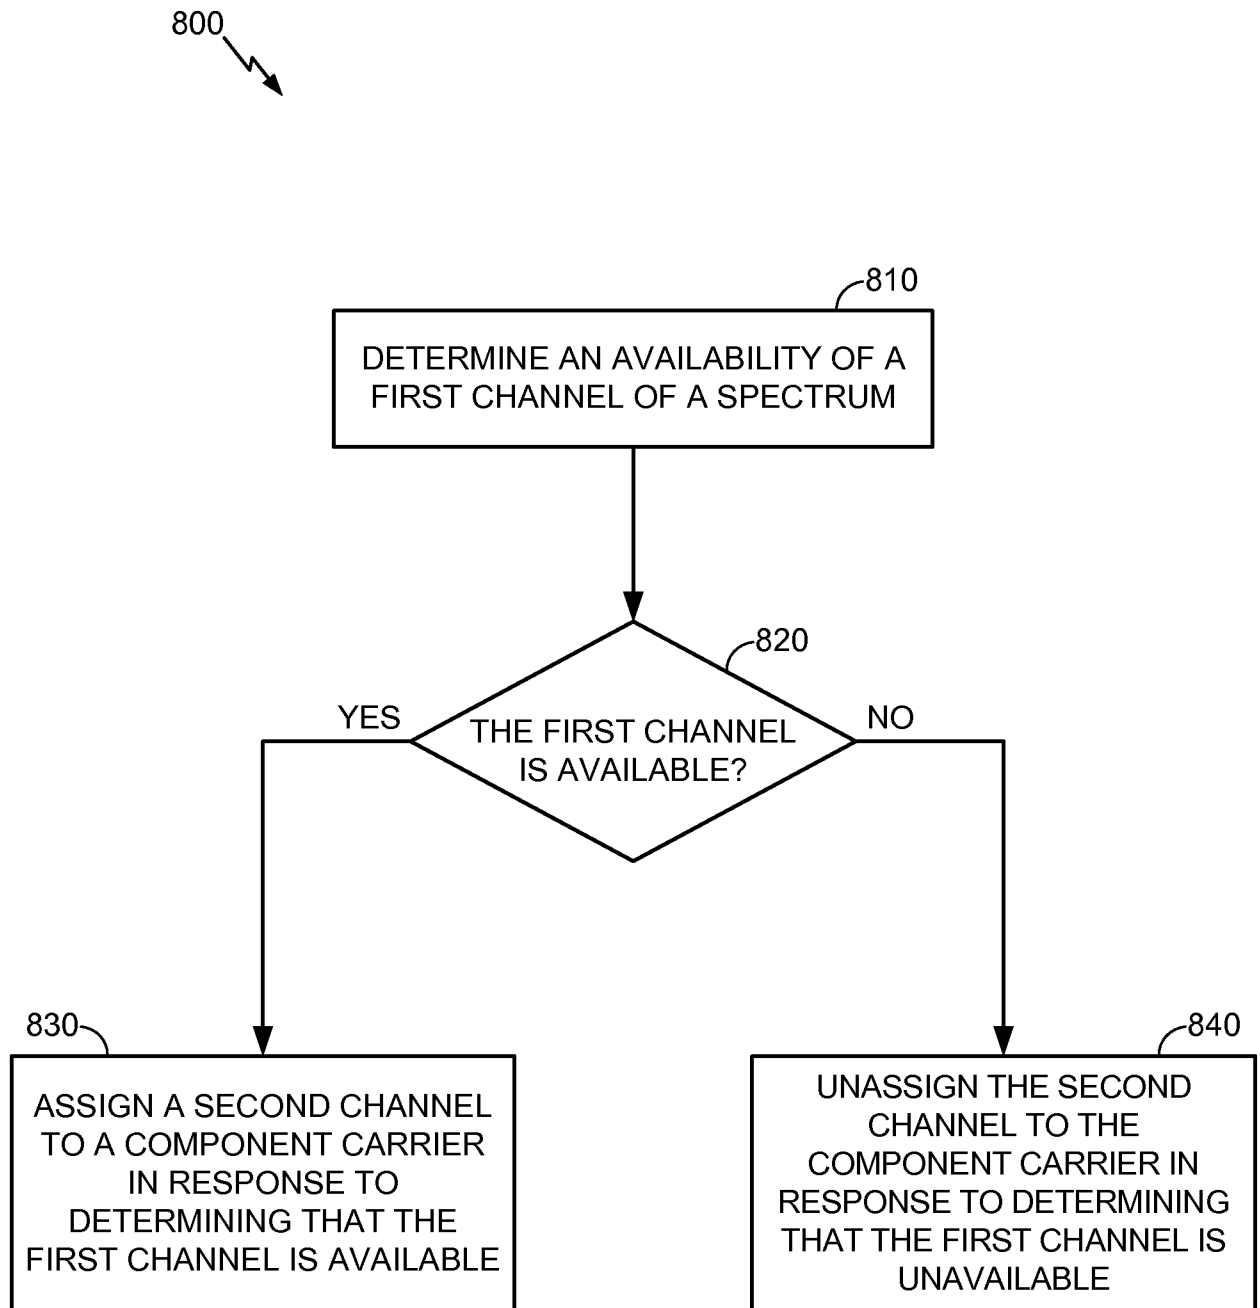 800
810
DETERMINE AN AVAILABILITY OF A
FIRST CHANNEL OF A SPECTRUM
820
YES
THE FIRST CHANNEL
IS AVAILABLE?
NO
830
ASSIGN A SECOND CHANNEL
TO A COMPONENT CARRIER
IN RESPONSE TO
DETERMINING THAT THE
FIRST CHANNEL IS AVAILABLE
840
UNASSIGN THE SECOND
CHANNEL TO THE
COMPONENT CARRIER IN
RESPONSE TO DETERMINING
THAT THE FIRST CHANNEL IS
UNAVAILABLE